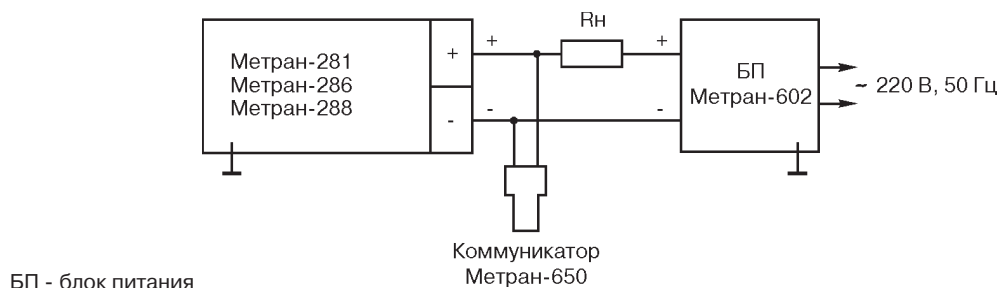 Rн
Метран-281
Метран-286
Метран-288
+
-
+
-
+
-
БП
Метран-602
~ 220 В, 50 Гц
Коммуникатор
Метран-650
БП - блок питания